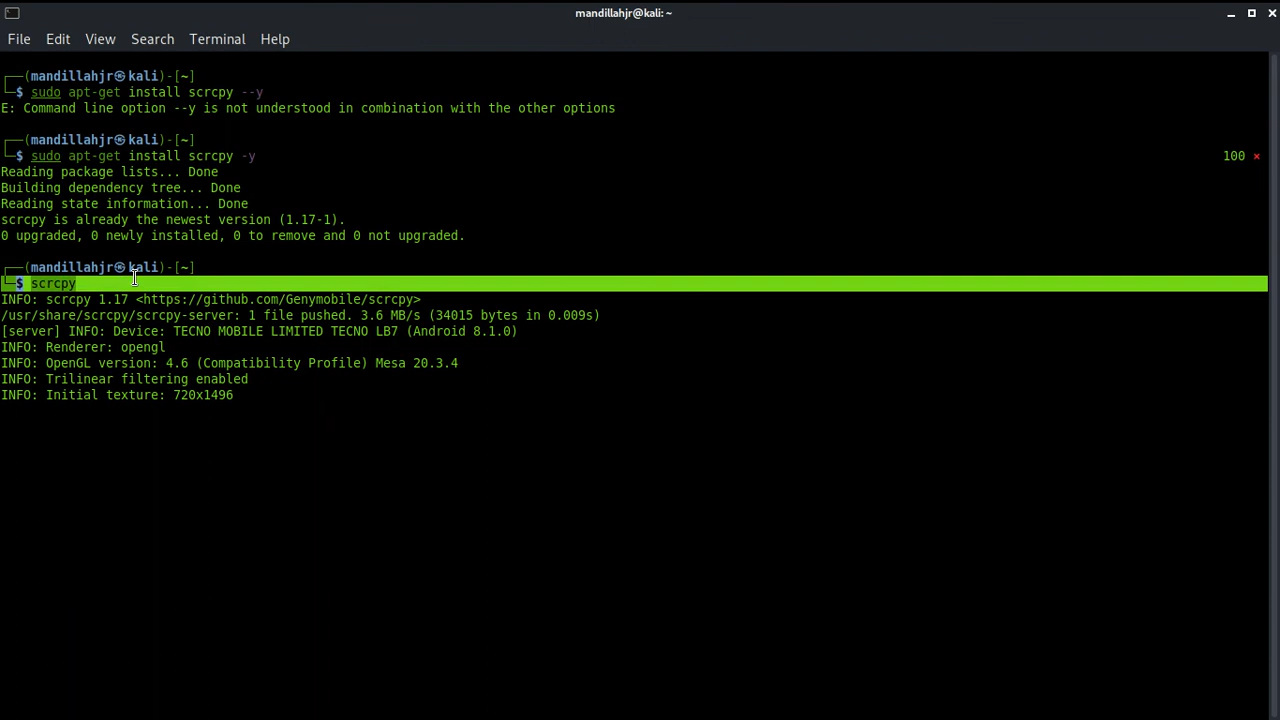 mandillahjr@kali: ~
File Edit View Search Terminal Help
┌──(mandillahjr㉿kali)-[~]
└─$ sudo apt-get install scrcpy --y
E: Command line option --y is not understood in combination with the other options
┌──(mandillahjr㉿kali)-[~]
└─$ sudo apt-get install scrcpy -y 100 ⨯
Reading package lists... Done
Building dependency tree... Done
Reading state information... Done
scrcpy is already the newest version (1.17-1).
0 upgraded, 0 newly installed, 0 to remove and 0 not upgraded.
┌──(mandillahjr㉿kali)-[~]
└─$ scrcpy
INFO: scrcpy 1.17 <https://github.com/Genymobile/scrcpy>
/usr/share/scrcpy/scrcpy-server: 1 file pushed. 3.6 MB/s (34015 bytes in 0.009s)
[server] INFO: Device: TECNO MOBILE LIMITED TECNO LB7 (Android 8.1.0)
INFO: Renderer: opengl
INFO: OpenGL version: 4.6 (Compatibility Profile) Mesa 20.3.4
INFO: Trilinear filtering enabled
INFO: Initial texture: 720x1496